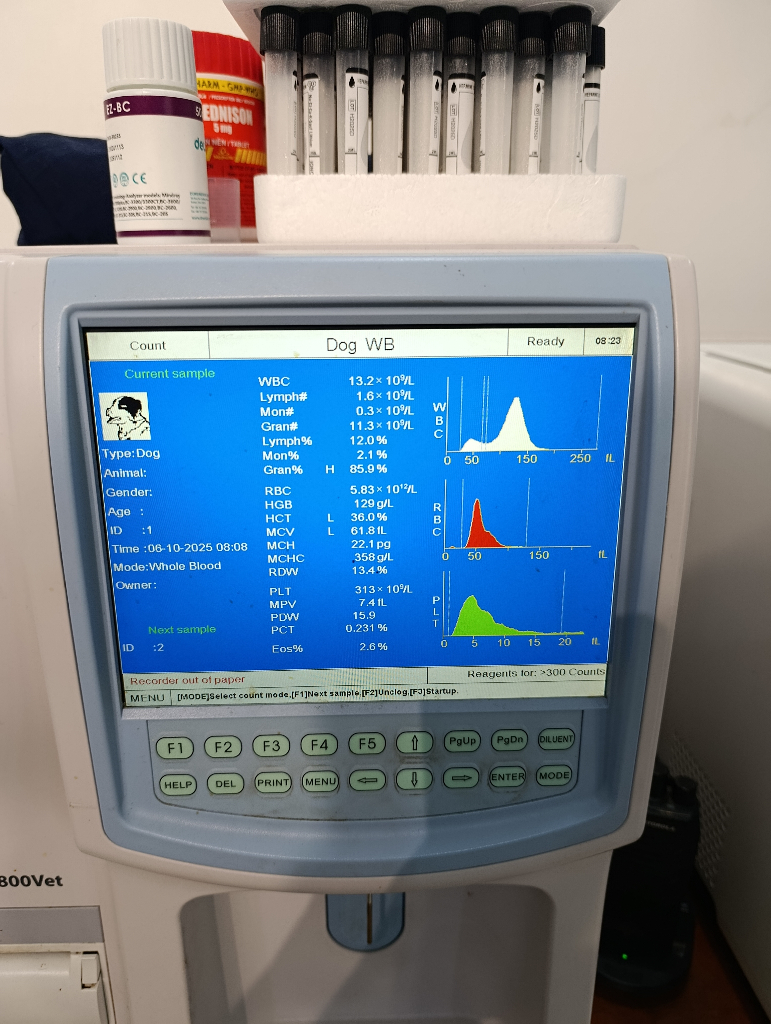 EZ-BC
HARM - GMP-WHO
EDNISON
5 mg
Count
Dog WB
Ready
08:23
Current sample
Type:Dog
Animal:
Gender:
Age :
ID :1
Time :06-10-2025 08:08
Mode:Whole Blood
Owner:
Next sample
ID :2
WBC 13.2 × 10⁹/L
Lymph# 1.6 × 10⁹/L
Mon# 0.3 × 10⁹/L
Gran# 11.3 × 10⁹/L
Lymph% 12.0 %
Mon% 2.1 %
Gran% H 85.9 %
RBC 5.83 × 10¹²/L
HGB 129 g/L
HCT L 36.0 %
MCV L 61.8 fL
MCH 22.1 pg
MCHC 358 g/L
RDW 13.4 %
PLT 313 × 10⁹/L
MPV 7.4 fL
PDW 15.9
PCT 0.231 %
Eos% 2.6 %
WBC
0 50 150 250 fL
RBC
0 50 150 fL
PLT
0 5 10 15 20 fL
Recorder out of paper
Reagents for: >300 Counts
MENU
[MODE]Select count mode,[F1]Next sample,[F2]Unclog,[F3]Startup.
F1 F2 F3 F4 F5 ⇧ PgUp PgDn DILUENT
HELP DEL PRINT MENU ⇦ ⇩ ⇨ ENTER MODE
800Vet